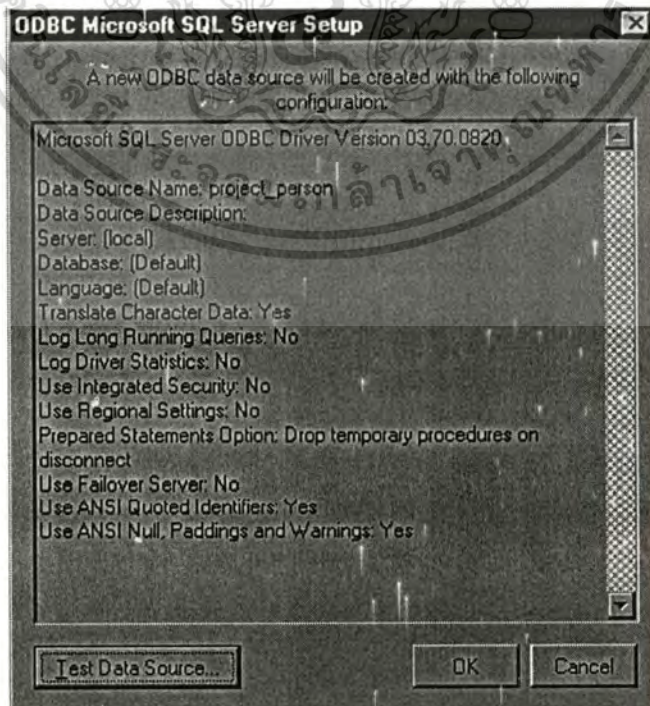 ODBC Microsoft SQL Server Setup
A new ODBC data source will be created with the following
configuration:
Microsoft SQL Server ODBC Driver Version 03.70.0820
Data Source Name: project_person
Data Source Description:
Server: (local)
Database: (Default)
Language: (Default)
Translate Character Data: Yes
Log Long Running Queries: No
Log Driver Statistics: No
Use Integrated Security: No
Use Regional Settings: No
Prepared Statements Option: Drop temporary procedures on
disconnect
Use Failover Server: No
Use ANSI Quoted Identifiers: Yes
Use ANSI Null, Paddings and Warnings: Yes
Test Data Source...
OK
Cancel